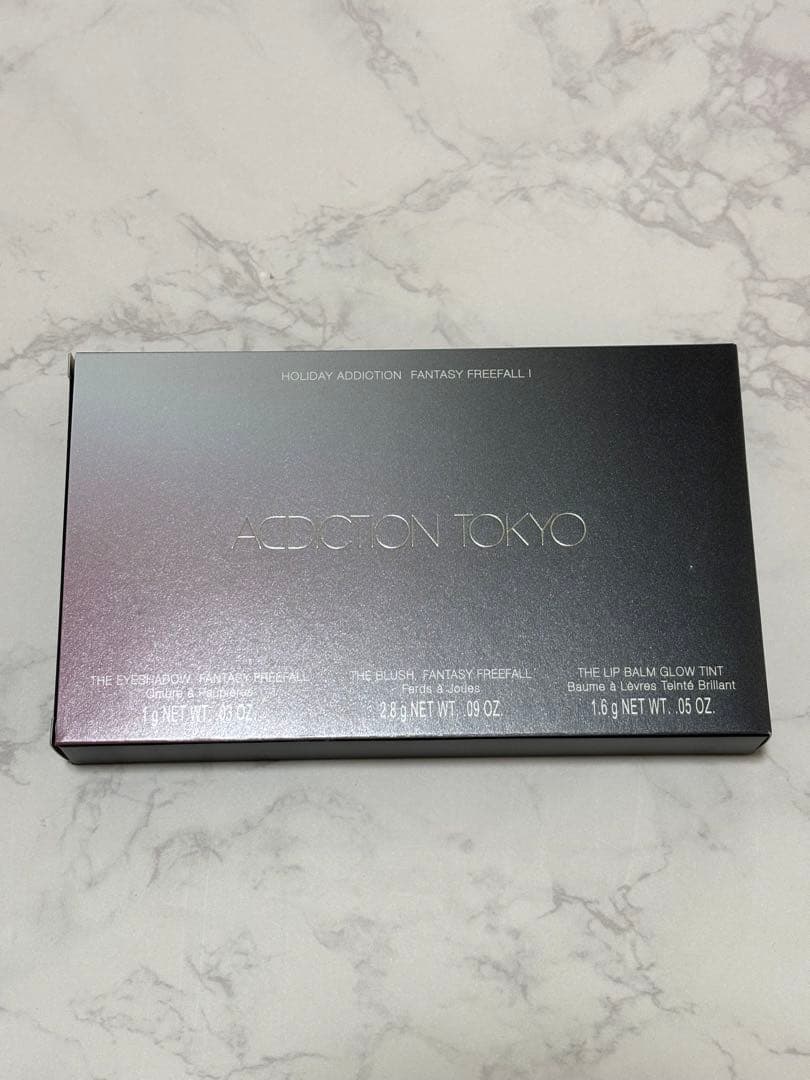 HOLIDAY ADDICTION FANTASY FREEFALL I
ADDICTION TOKYO
THE EYESHADOW FANTASY FREEFALL
Ombre à Paupières
1 g NET WT. .03 OZ.
THE BLUSH FANTASY FREEFALL
Fards à Joues
2.8 g NET WT. .09 OZ.
THE LIP BALM GLOW TINT
Baume à Lèvres Teinté Brillant
1.6 g NET WT. .05 OZ.